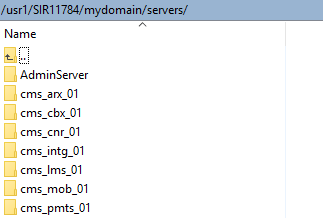 /usr1/SIR11784/mydomain/servers/
Name
..
AdminServer
cms_arx_01
cms_cbx_01
cms_cnr_01
cms_intg_01
cms_lms_01
cms_mob_01
cms_pmts_01